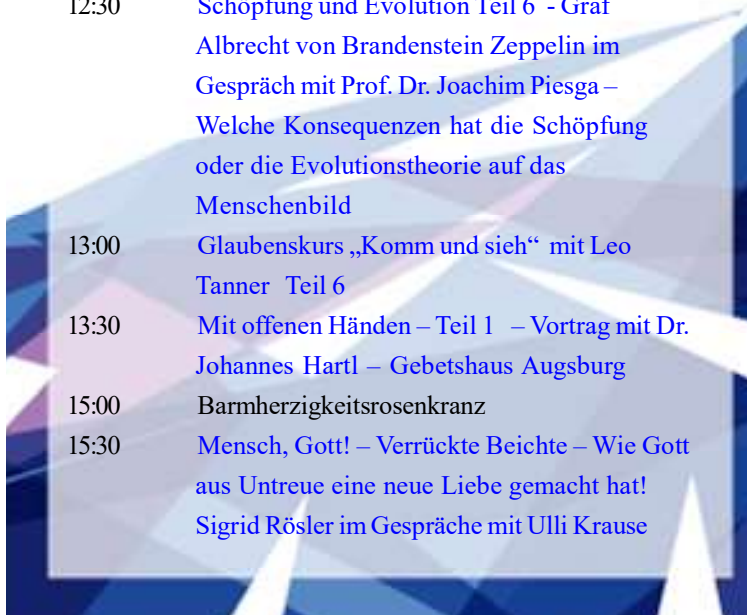 12:30 Schöpfung und Evolution Teil 6 - Graf
Albrecht von Brandenstein Zeppelin im
Gespräch mit Prof. Dr. Joachim Piesga –
Welche Konsequenzen hat die Schöpfung
oder die Evolutionstheorie auf das
Menschenbild
13:00 Glaubenskurs „Komm und sieh“ mit Leo
Tanner Teil 6
13:30 Mit offenen Händen – Teil 1 – Vortrag mit Dr.
Johannes Hartl – Gebetshaus Augsburg
15:00 Barmherzigkeitsrosenkranz
15:30 Mensch, Gott! – Verrückte Beichte – Wie Gott
aus Untreue eine neue Liebe gemacht hat!
Sigrid Rösler im Gespräche mit Ulli Krause